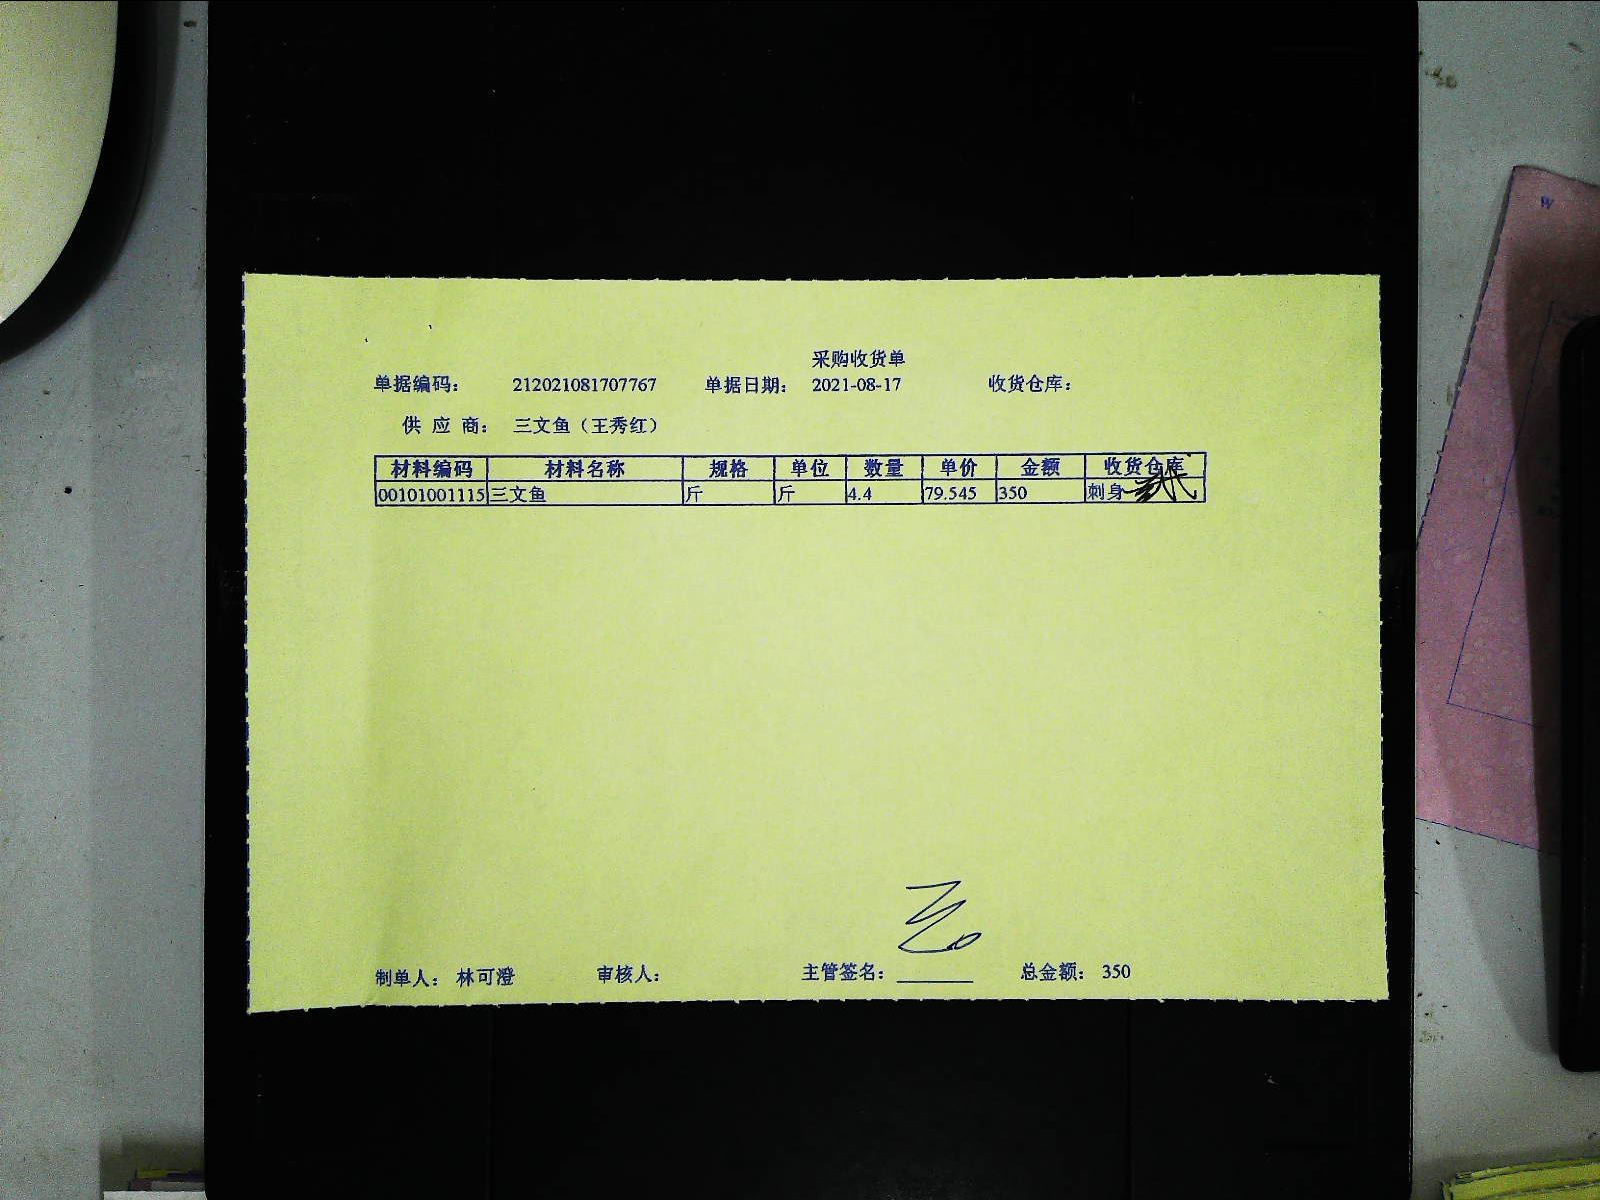 采购收货单
单据编码： 212021081707767 单据日期： 2021-08-17 收货仓库：
供 应 商： 三文鱼（王秀红）
材料编码 材料名称 规格 单位 数量 单价 金额 收货仓库
00101001115 三文鱼 斤 斤 4.4 79.545 350 刺身
制单人： 林可澄 审核人： 主管签名： 总金额： 350
W